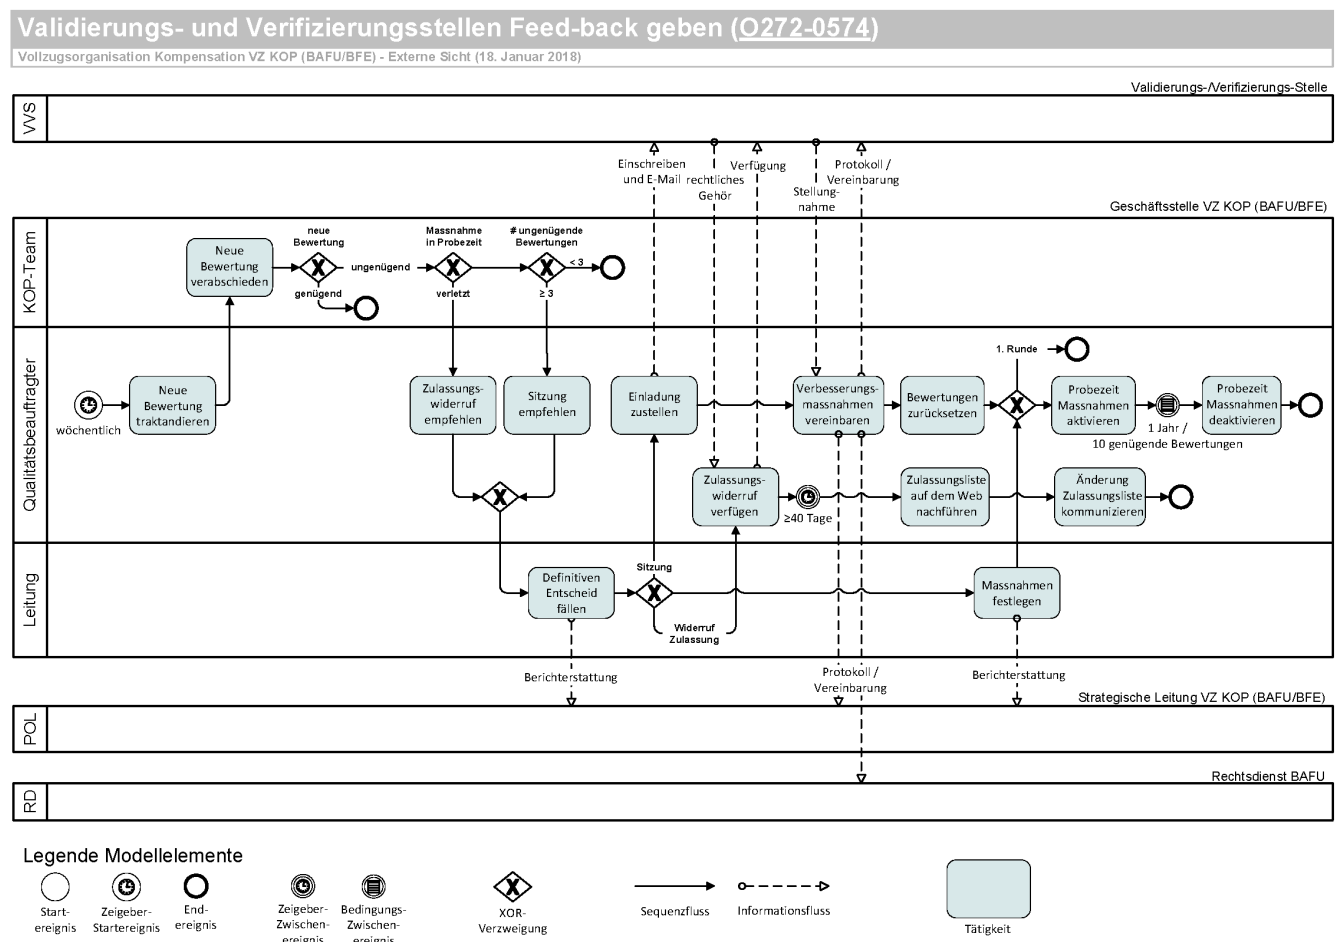 Validierungs- und Verifizierungsstellen Feed-back geben (O272-0574)
Vollzugsorganisation Kompensation VZ KOP (BAFU/BFE) - Externe Sicht (18. Januar 2018)
Validierungs-/Verifizierungs-Stelle
VVS
Einschreiben
und E-Mail
rechtliches
Gehör
Verfügung
Stellung-
nahme
Protokoll /
Vereinbarung
Geschäftsstelle VZ KOP (BAFU/BFE)
KOP-Team
Neue
Bewertung
verabschieden
neue
Bewertung
X
ungenügend
genügend
Massnahme
in Probezeit
X
verletzt
# ungenügende
Bewertungen
X
< 3
≥ 3
Qualitätsbeauftragter
wöchentlich
Neue
Bewertung
traktandieren
Zulassungs-
widerruf
empfehlen
Sitzung
empfehlen
X
Einladung
zustellen
Verbesserungs-
massnahmen
vereinbaren
Bewertungen
zurücksetzen
1. Runde
X
Probezeit
Massnahmen
aktivieren
1 Jahr /
10 genügende Bewertungen
Probezeit
Massnahmen
deaktivieren
Zulassungs-
widerruf
verfügen
≥40 Tage
Zulassungsliste
auf dem Web
nachführen
Änderung
Zulassungsliste
kommunizieren
Leitung
Definitiven
Entscheid
fällen
Sitzung
X
Widerruf
Zulassung
Massnahmen
festlegen
Berichterstattung
Protokoll /
Vereinbarung
Berichterstattung
Strategische Leitung VZ KOP (BAFU/BFE)
POL
Rechtsdienst BAFU
RD
Legende Modellelemente
Start-
ereignis
Zeigeber-
Startereignis
End-
ereignis
Zeigeber-
Zwischen-
ereignis
Bedingungs-
Zwischen-
ereignis
X
XOR-
Verzweigung
Sequenzfluss
Informationsfluss
Tätigkeit